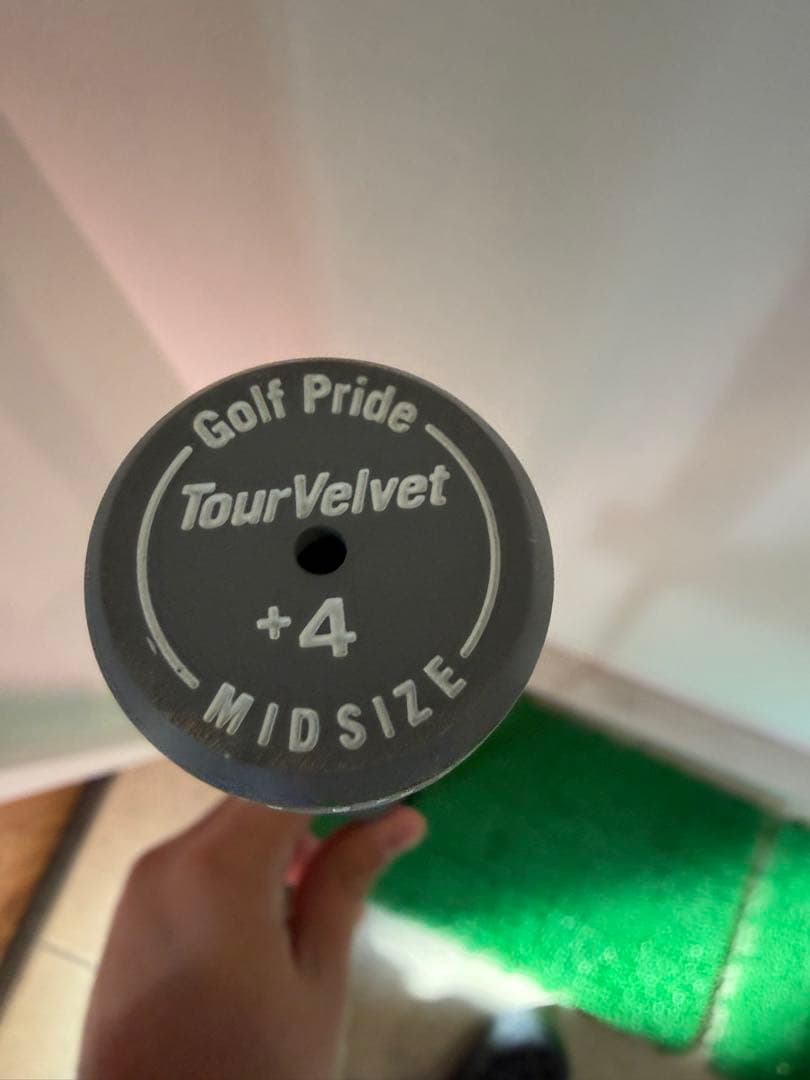 Golf Pride
TourVelvet
+4
MIDSIZE